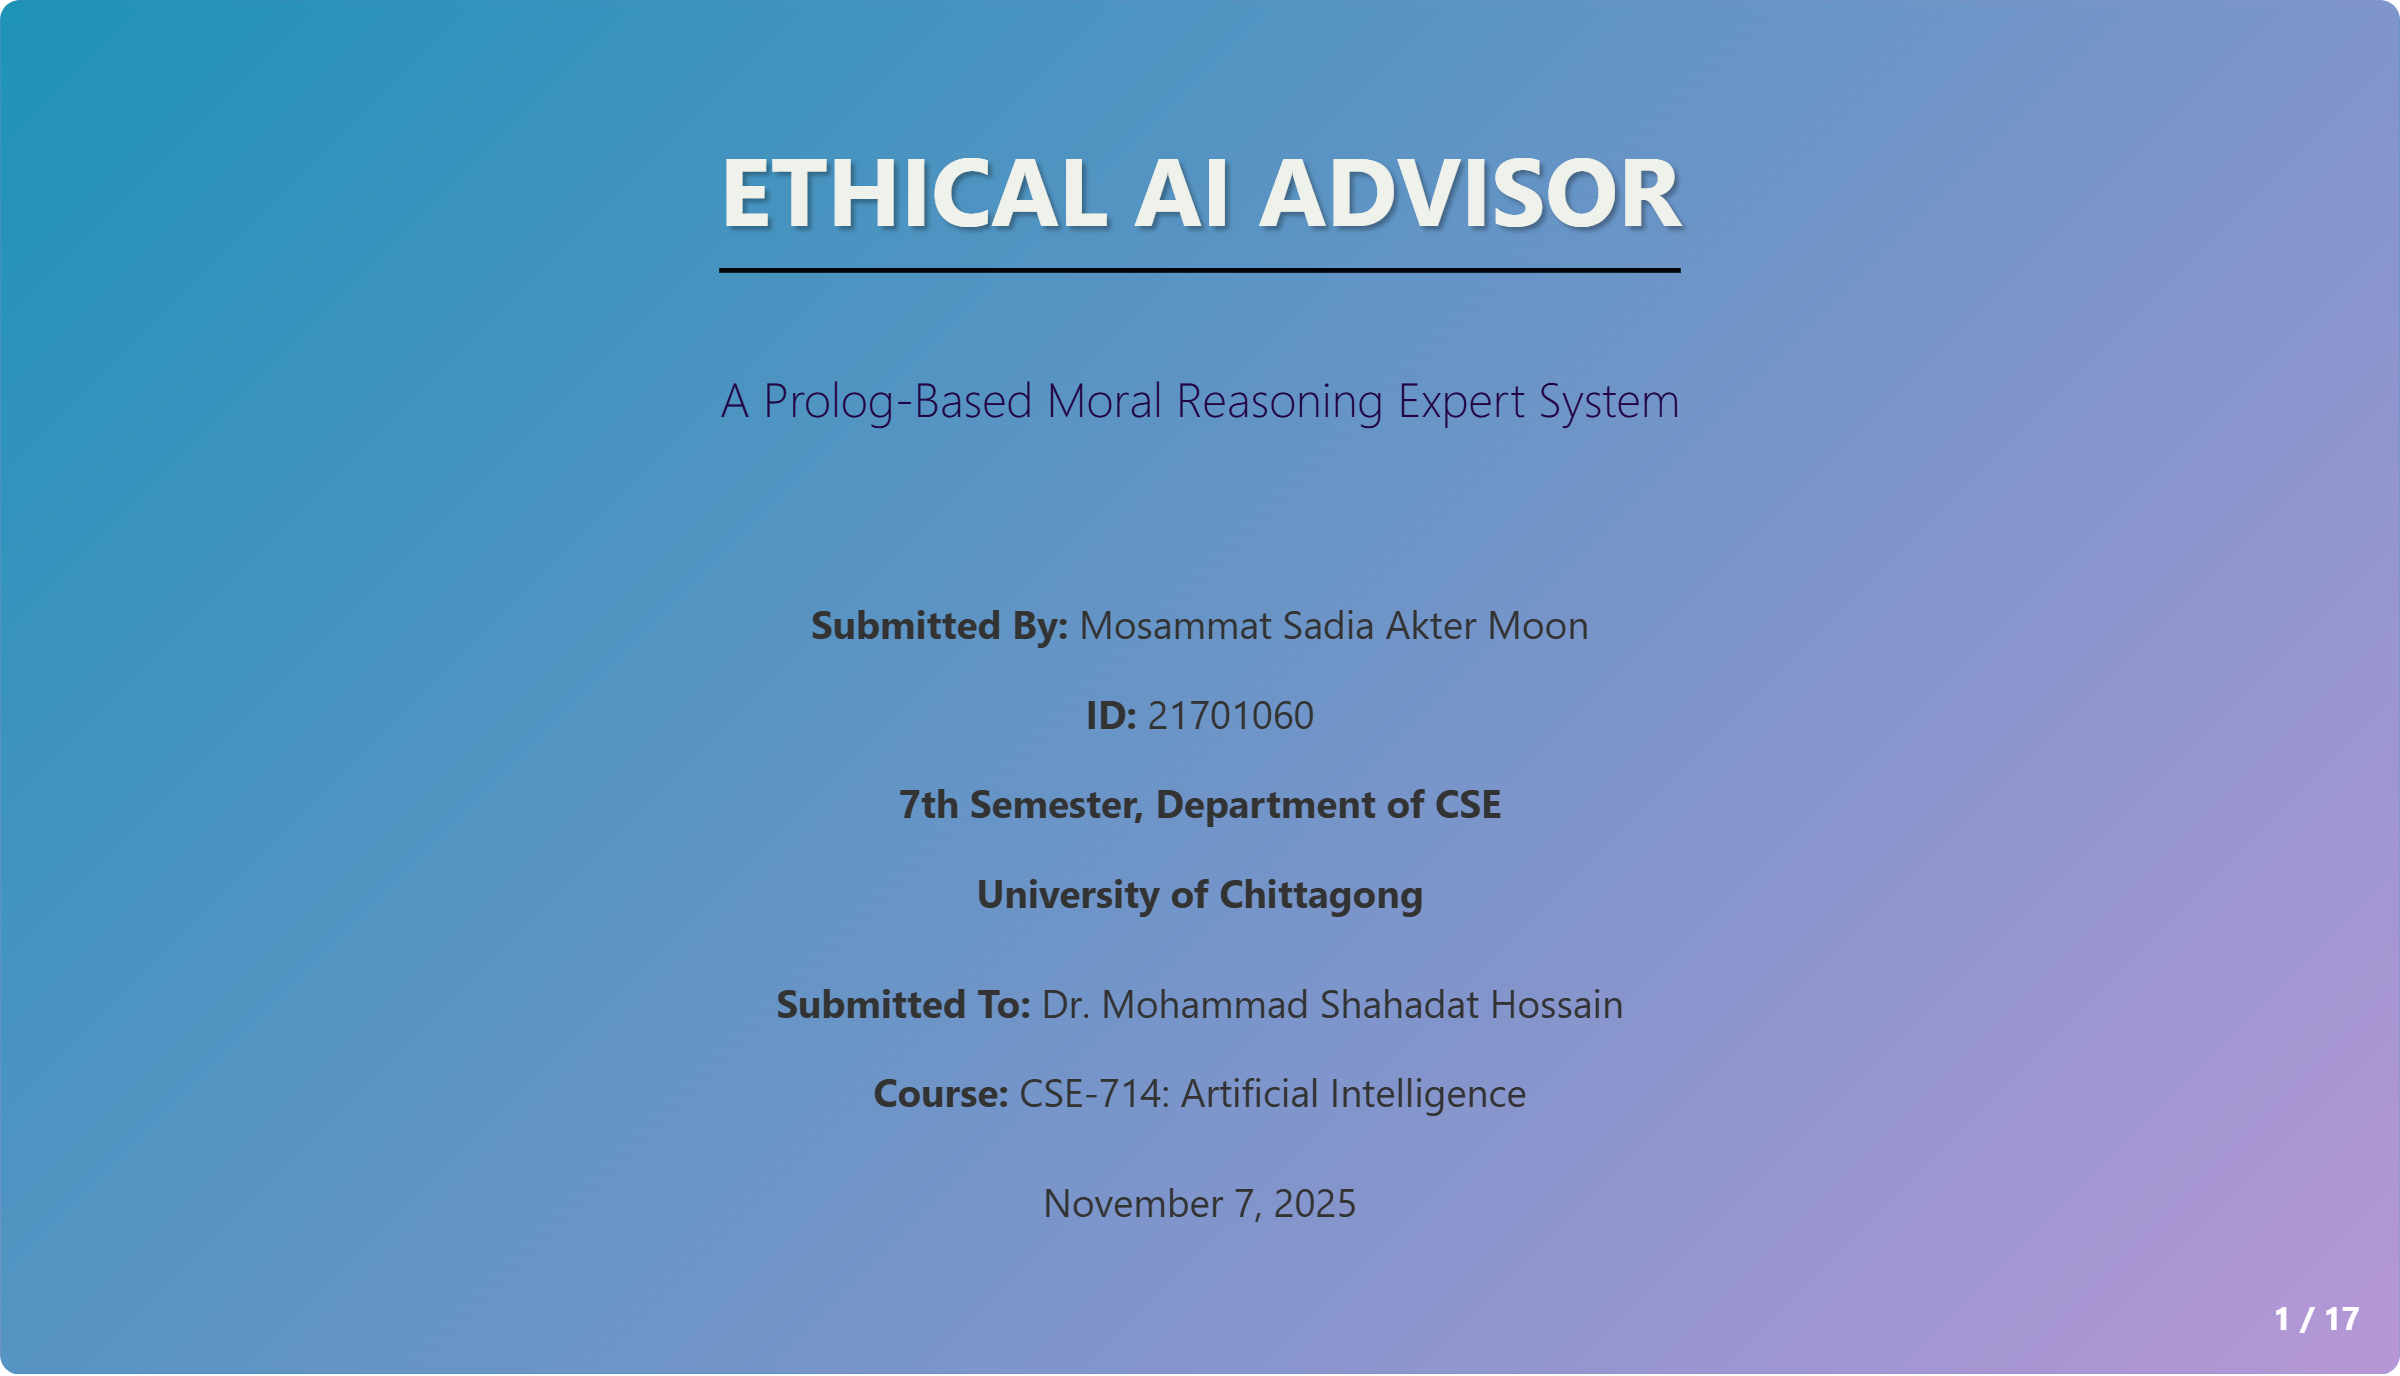 ETHICAL AI ADVISOR
A Prolog-Based Moral Reasoning Expert System
Submitted By: Mosammat Sadia Akter Moon
ID: 21701060
7th Semester, Department of CSE
University of Chittagong
Submitted To: Dr. Mohammad Shahadat Hossain
Course: CSE-714: Artificial Intelligence
November 7, 2025
1 / 17